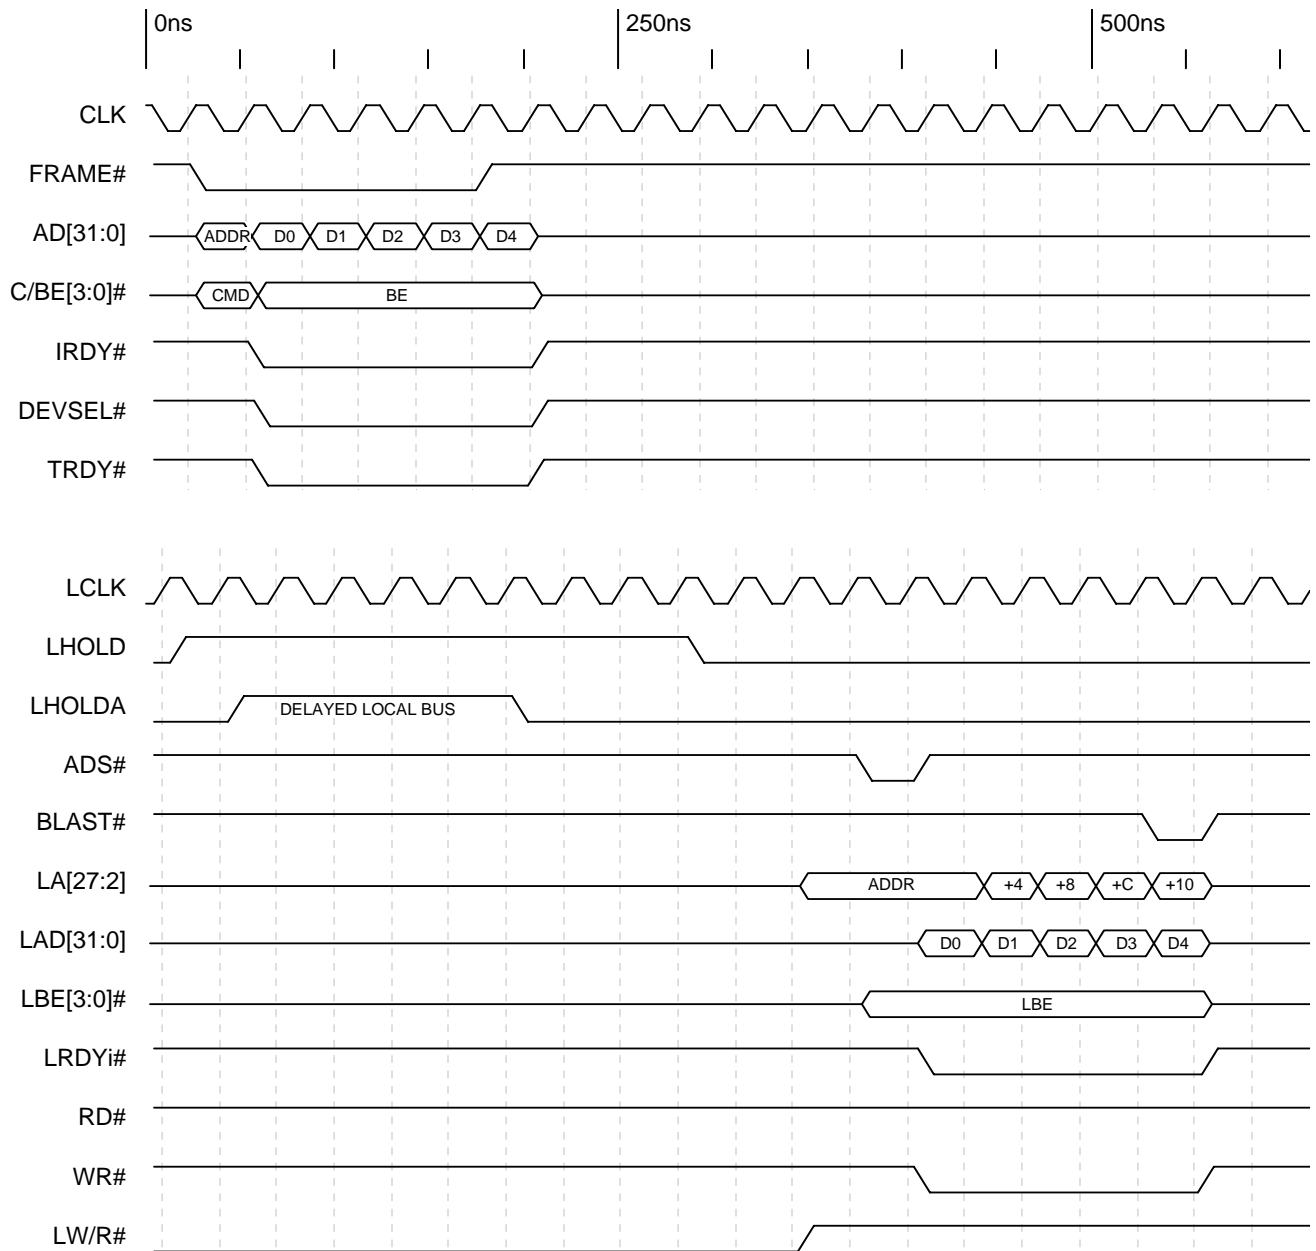 0ns 250ns 500ns
CLK
FRAME#
AD[31:0] ADDR D0 D1 D2 D3 D4
C/BE[3:0]# CMD BE
IRDY#
DEVSEL#
TRDY#
LCLK
LHOLD
LHOLDA DELAYED LOCAL BUS
ADS#
BLAST#
LA[27:2] ADDR +4 +8 +C +10
LAD[31:0] D0 D1 D2 D3 D4
LBE[3:0]# LBE
LRDYi#
RD#
WR#
LW/R#